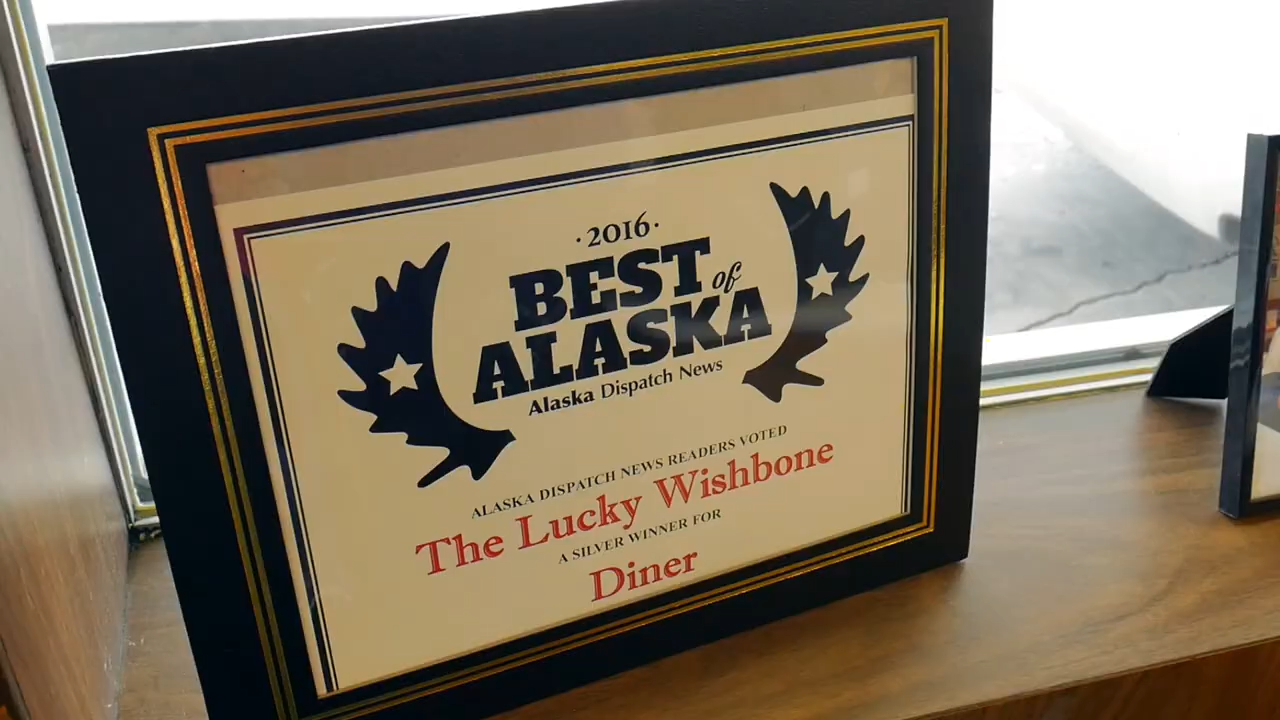 ·2016·
BEST of
ALASKA
Alaska Dispatch News
ALASKA DISPATCH NEWS READERS VOTED
The Lucky Wishbone
A SILVER WINNER FOR
Diner